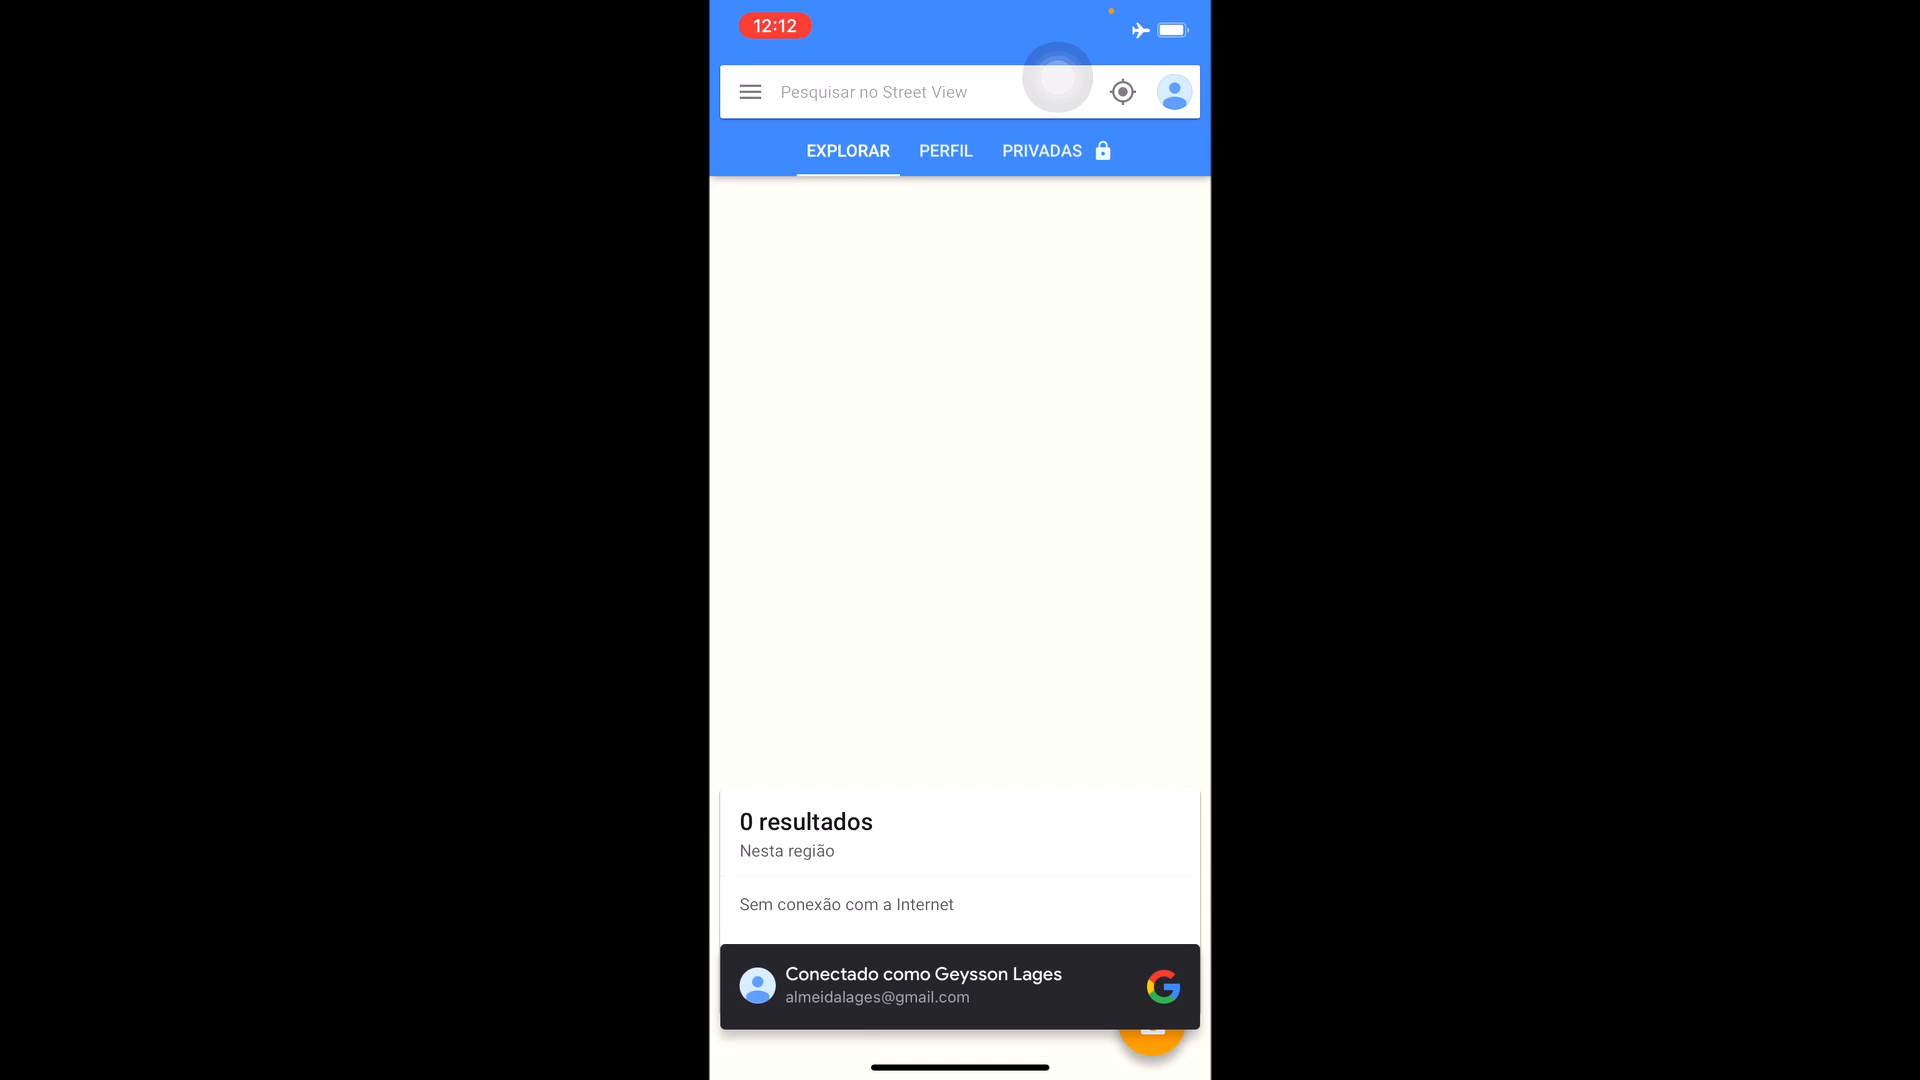 12:12
Pesquisar no Street View
EXPLORAR PERFIL PRIVADAS
0 resultados
Nesta região
Sem conexão com a Internet
Conectado como Geysson Lages
almeidalages@gmail.com